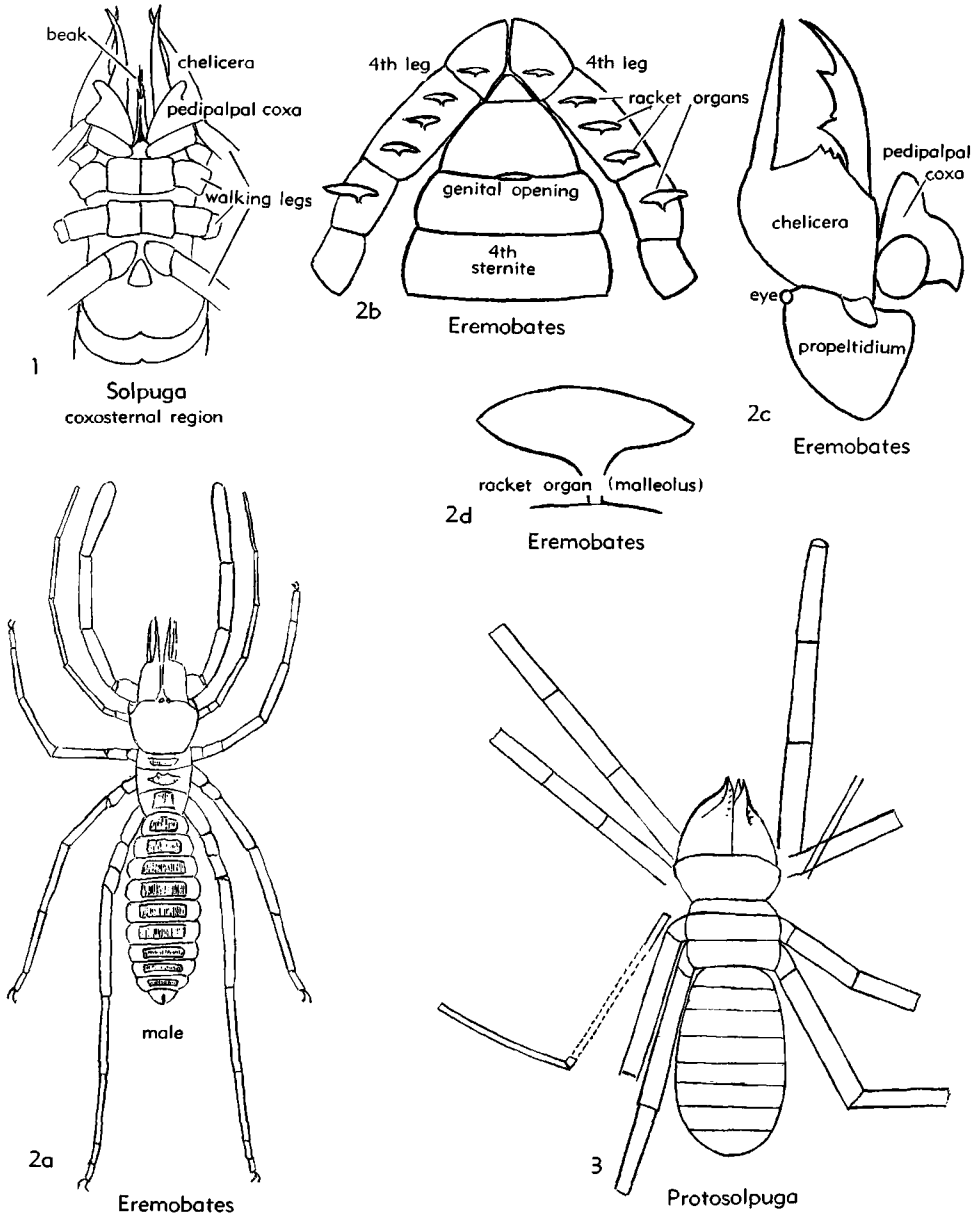 beak
chelicera
pedipalpal coxa
walking legs
1
Solpuga
coxosternal region
4th leg
4th leg
racket organs
genital opening
4th
sternite
2b
Eremobates
pedipalpal
coxa
chelicera
eye
propeltidium
2c
Eremobates
racket organ (malleolus)
2d
Eremobates
male
2a
Eremobates
3
Protosolpuga